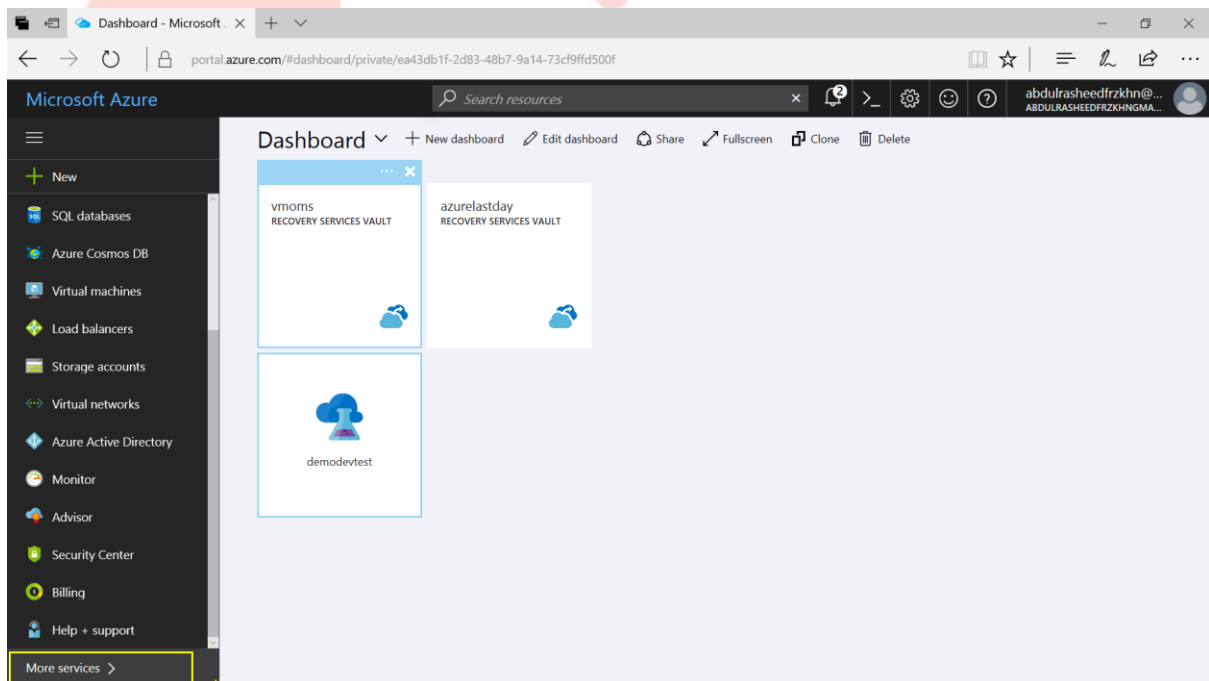 Dashboard - Microsoft
portal.azure.com/#dashboard/private/ea43db1f-2d83-48b7-9a14-73cf9ffd500f
Microsoft Azure
Search resources
2
abdulrasheedfrzkhn@...
ABDULRASHEEDFRZKHNGMA...
Dashboard
New dashboard
Edit dashboard
Share
Fullscreen
Clone
Delete
New
SQL databases
Azure Cosmos DB
Virtual machines
Load balancers
Storage accounts
Virtual networks
Azure Active Directory
Monitor
Advisor
Security Center
Billing
Help + support
More services >
vmoms
RECOVERY SERVICES VAULT
azurelastday
RECOVERY SERVICES VAULT
demodevtest